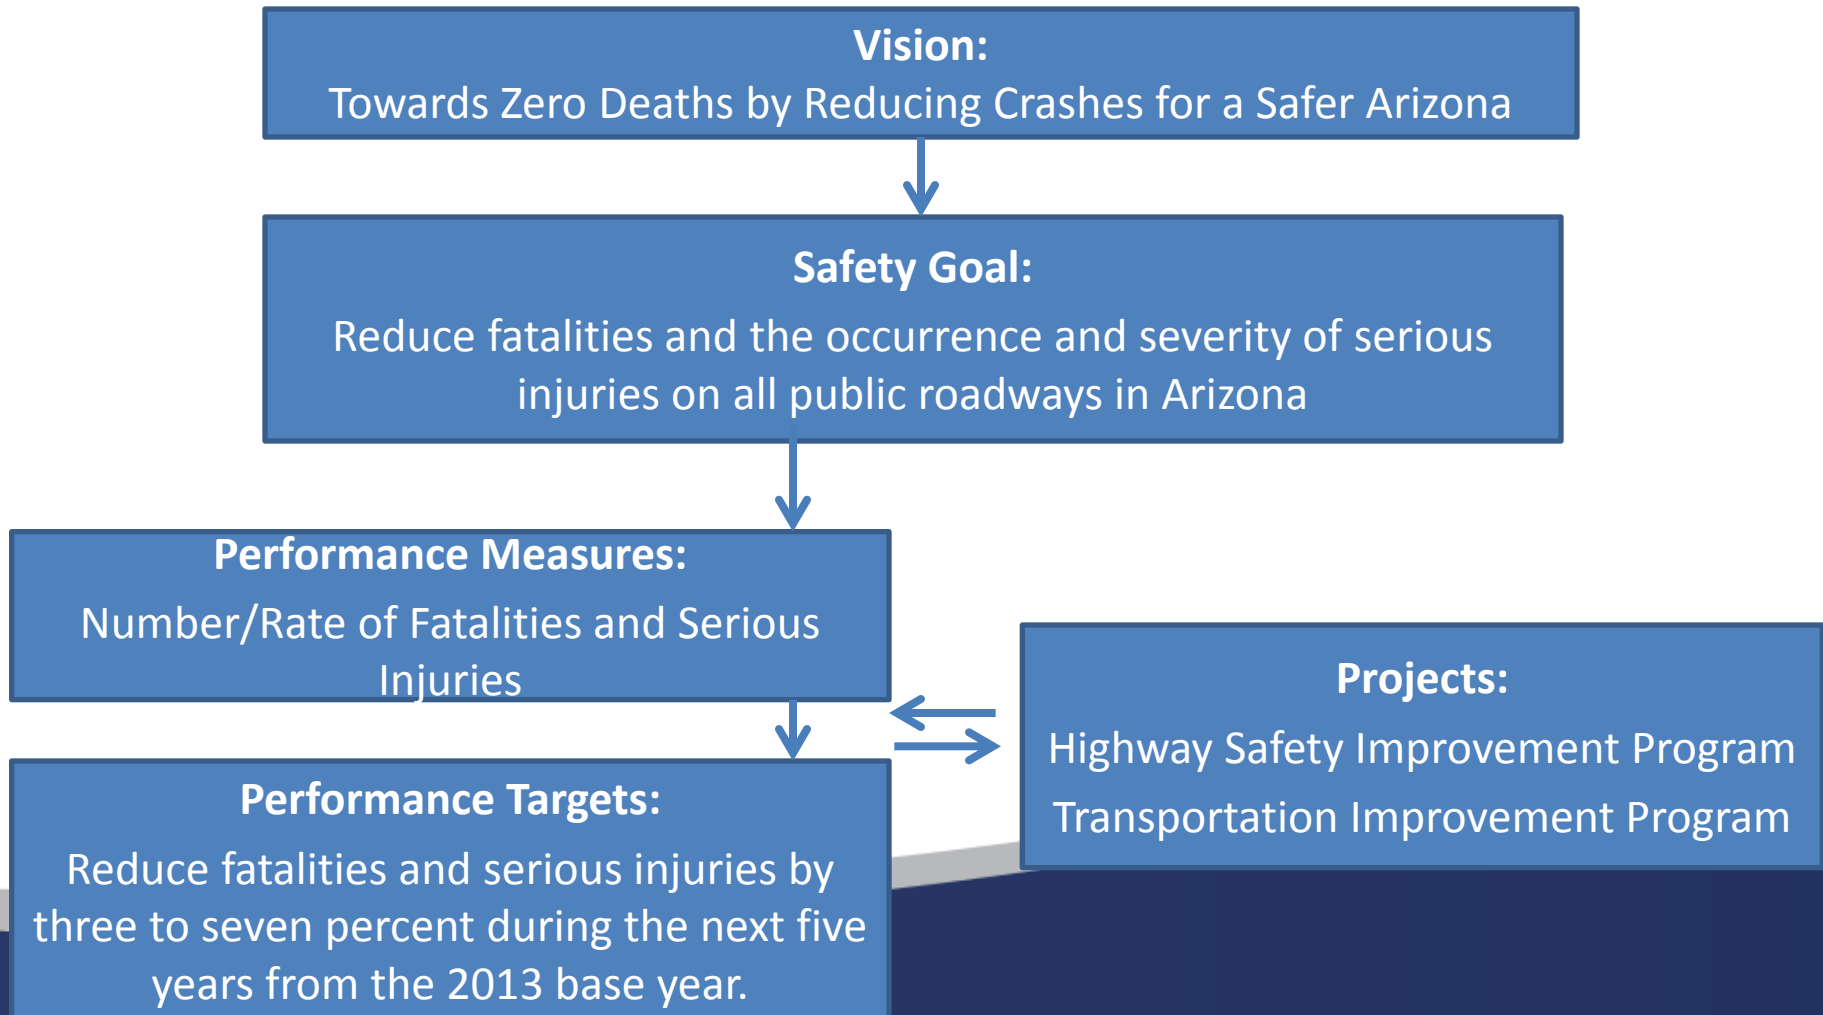 Vision:
Towards Zero Deaths by Reducing Crashes for a Safer Arizona
Safety Goal:
Reduce fatalities and the occurrence and severity of serious
injuries on all public roadways in Arizona
Performance Measures:
Number/Rate of Fatalities and Serious
Injuries
Projects:
Highway Safety Improvement Program
Transportation Improvement Program
Performance Targets:
Reduce fatalities and serious injuries by
three to seven percent during the next five
years from the 2013 base year.